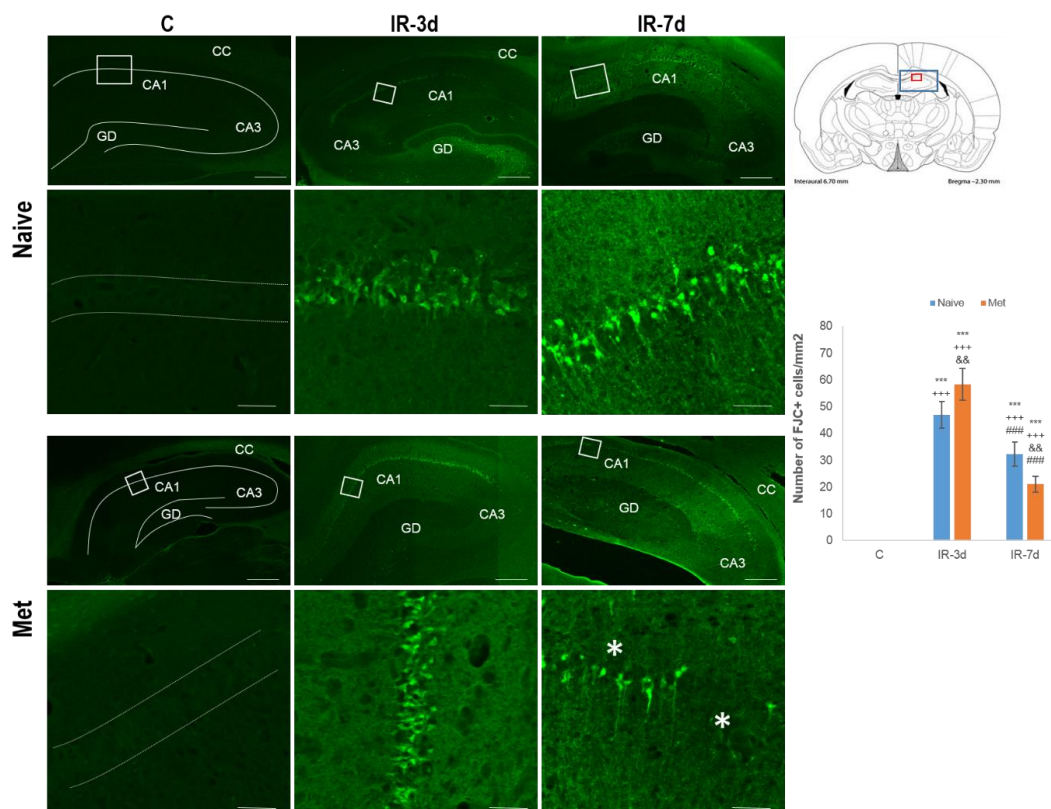 C
IR-3d
IR-7d
Naive
CC
CA1
CA3
GD
CC
CA1
CA3
GD
CC
CA1
CA3
GD
Interaural 6.70 mm
Bregma –2.30 mm
Met
CC
CA1
CA3
GD
CC
CA1
CA3
GD
CA1
CC
GD
CA3
*
*
Naive
Met
Number of FJC+ cells/mm2
80
70
60
50
40
30
20
10
0
***
+++
***
+++
&&
***
+++
###
***
+++
&&
###
C
IR-3d
IR-7d